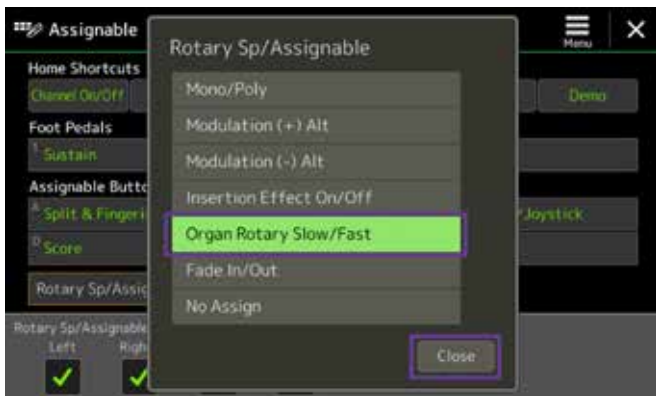 Assignable
Menu
Rotary Sp/Assignable
Home Shortcuts
Channel On/Off
Demo
Foot Pedals
1 Sustain
Assignable Butto
A Split & Fingeri
/Joystick
D Score
Rotary Sp/Assig
Mono/Poly
Modulation (+) Alt
Modulation (-) Alt
Insertion Effect On/Off
Organ Rotary Slow/Fast
Fade In/Out
No Assign
Close
Rotary Sp/Assignable
Left
Righ